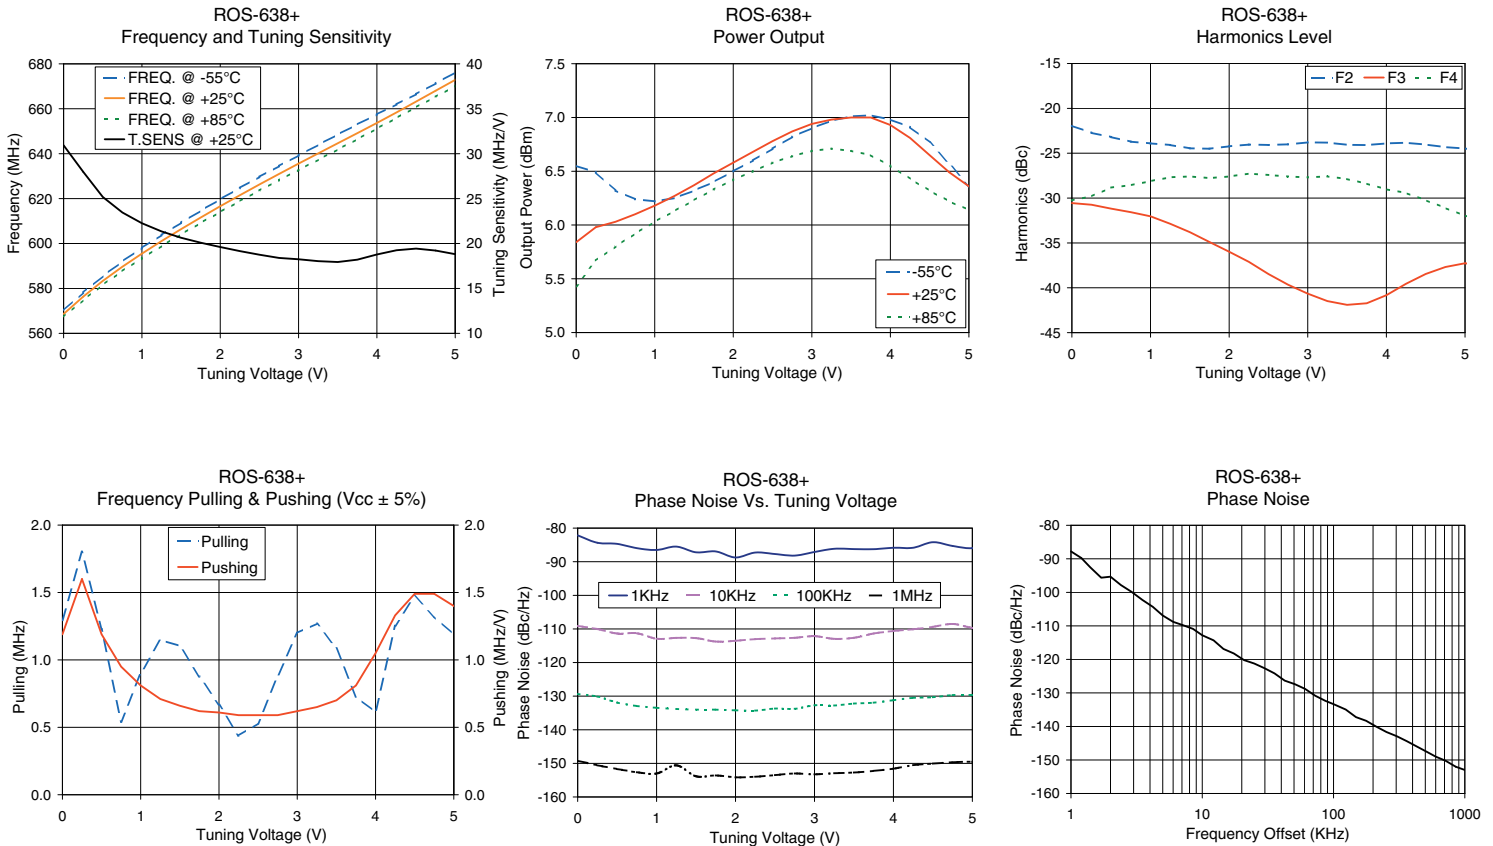 ROS-638+
Frequency and Tuning Sensitivity
680
660
640
620
600
580
560
40
35
30
25
20
15
10
FREQ. @ -55°C
FREQ. @ +25°C
FREQ. @ +85°C
T.SENS @ +25°C
Frequency (MHz)
Tuning Sensitivity (MHz/V)
0 1 2 3 4 5
Tuning Voltage (V)
ROS-638+
Power Output
7.5
7.0
6.5
6.0
5.5
5.0
Output Power (dBm)
-55°C
+25°C
+85°C
0 1 2 3 4 5
Tuning Voltage (V)
ROS-638+
Harmonics Level
-15
-20
-25
-30
-35
-40
-45
F2 F3 F4
Harmonics (dBc)
0 1 2 3 4 5
Tuning Voltage (V)
ROS-638+
Frequency Pulling & Pushing (Vcc ± 5%)
2.0
1.5
1.0
0.5
0.0
2.0
1.5
1.0
0.5
0.0
Pulling
Pushing
Pulling (MHz)
Pushing (MHz/V)
0 1 2 3 4 5
Tuning Voltage (V)
ROS-638+
Phase Noise Vs. Tuning Voltage
-80
-90
-100
-110
-120
-130
-140
-150
-160
1KHz 10KHz 100KHz 1MHz
Phase Noise (dBc/Hz)
0 1 2 3 4 5
Tuning Voltage (V)
ROS-638+
Phase Noise
-80
-90
-100
-110
-120
-130
-140
-150
-160
Phase Noise (dBc/Hz)
1 10 100 1000
Frequency Offset (KHz)